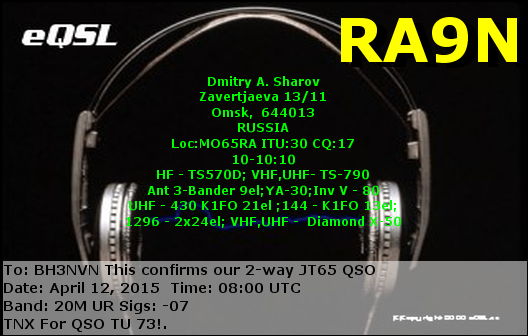 eQSL
RA9N
Dmitry A. Sharov
Zavertjaeva 13/11
Omsk, 644013
RUSSIA
Loc:MO65RA ITU:30 CQ:17
10-10:10
HF - TS570D; VHF,UHF- TS-790
Ant 3-Bander 9el;YA-30;Inv V - 80
UHF - 430 K1FO 21el ;144 - K1FO
1296 - 2x24el; VHF,UHF - Diamond X-50
To: BH3NVN This confirms our 2-way JT65 QSO
Date: April 12, 2015 Time: 08:00 UTC
Band: 20M UR Sigs: -07
TNX For QSO TU 73!.